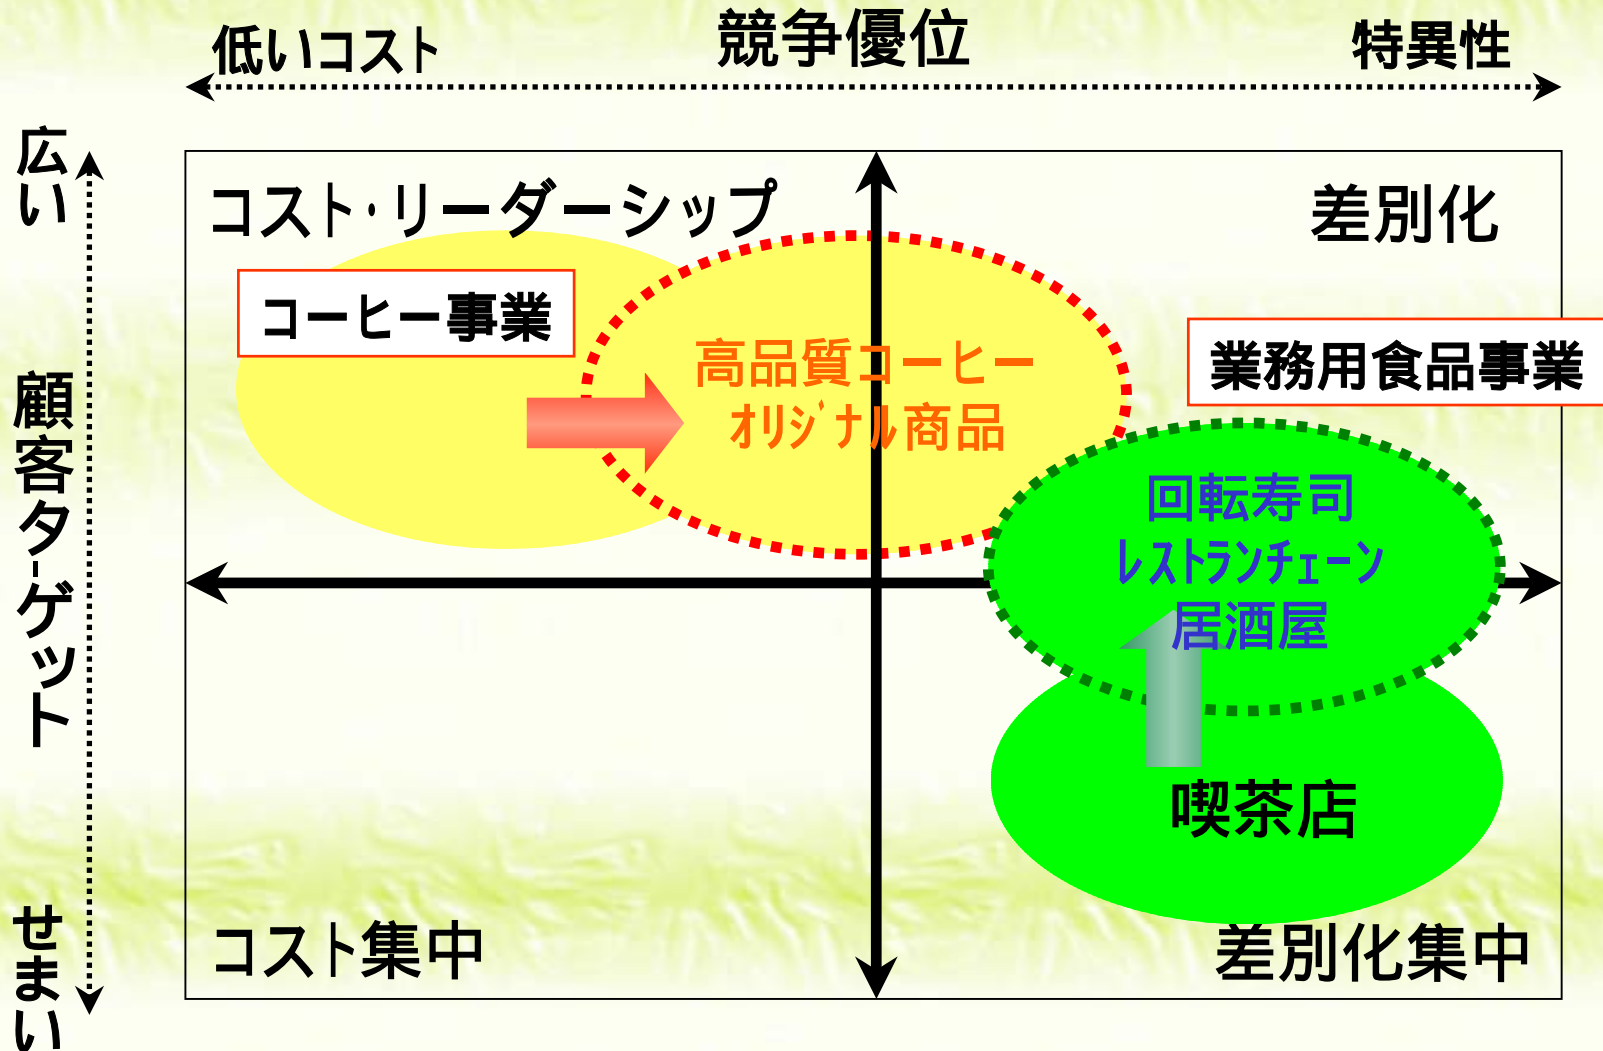 競争優位
低いコスト
特異性
広い
顧客ターゲット
せまい
コスト・リーダーシップ
差別化
コーヒー事業
業務用食品事業
高品質コーヒー
ｵﾘｼﾞﾅﾙ商品
回転寿司
ﾚｽﾄﾗﾝﾁｪｰﾝ
居酒屋
喫茶店
コスト集中
差別化集中